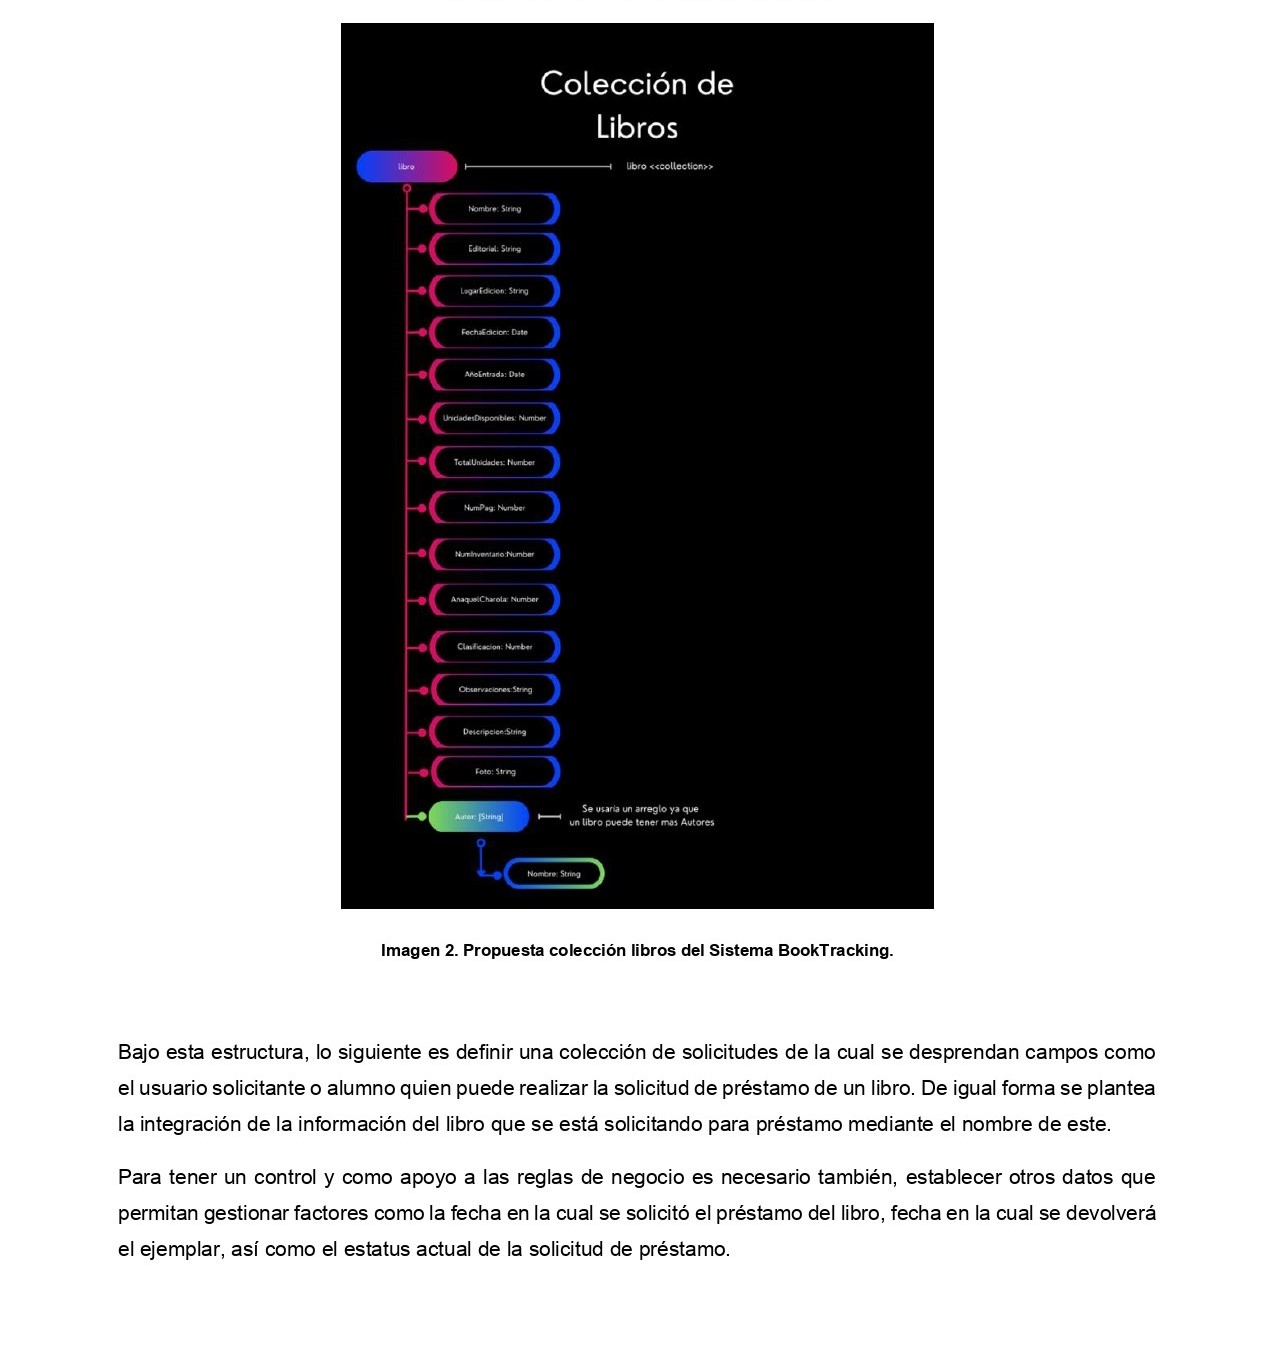 Colección de
Libros
libro
libro <<collection>>
Nombre: String
Editorial: String
LugarEdicion: String
FechaEdicion: Date
AñoEntrada: Date
UnidadesDisponibles: Number
TotalUnidades: Number
NumPag: Number
NumInventario:Number
AnaquelCharola: Number
Clasificacion: Number
Observaciones:String
Descripcion:String
Foto: String
Autor: [String]
Se usaría un arreglo ya que
un libro puede tener mas Autores
Nombre: String
Imagen 2. Propuesta colección libros del Sistema BookTracking.
Bajo esta estructura, lo siguiente es definir una colección de solicitudes de la cual se desprendan campos como
el usuario solicitante o alumno quien puede realizar la solicitud de préstamo de un libro. De igual forma se plantea
la integración de la información del libro que se está solicitando para préstamo mediante el nombre de este.
Para tener un control y como apoyo a las reglas de negocio es necesario también, establecer otros datos que
permitan gestionar factores como la fecha en la cual se solicitó el préstamo del libro, fecha en la cual se devolverá
el ejemplar, así como el estatus actual de la solicitud de préstamo.